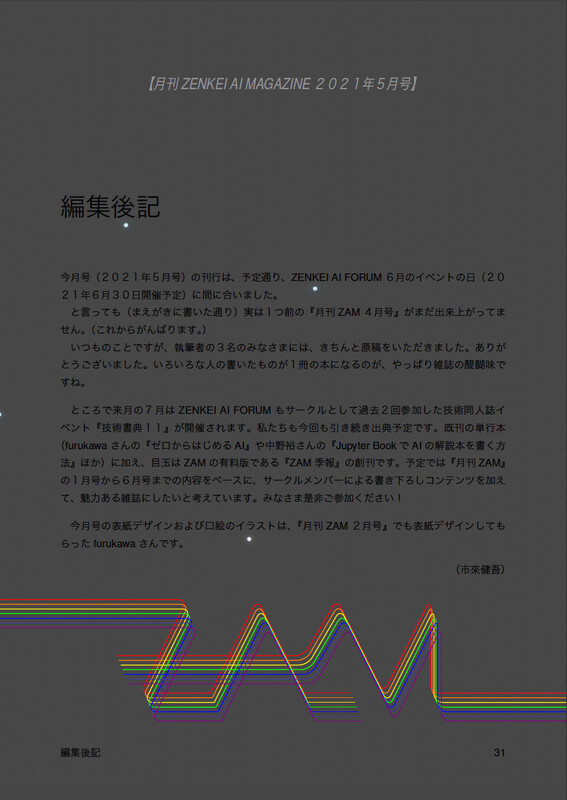 【月刊 ZENKEI AI MAGAZINE ２０２１年５月号】
編集後記
今月号（２０２１年５月号）の刊行は、予定通り、ZENKEI AI FORUM ６月のイベントの日（２０
２１年６月３０日開催予定）に間に合いました。
と言っても（まえがきに書いた通り）実は１つ前の『月刊 ZAM ４月号』がまだ出来上がってま
せん。（これからがんばります。）
いつものことですが、執筆者の３名のみなさまには、きちんと原稿をいただきました。ありが
とうございました。いろいろな人の書いたものが１冊の本になるのが、やっぱり雑誌の醍醐味で
すね。
ところで来月の７月は ZENKEI AI FORUM もサークルとして過去２回参加した技術同人誌イ
ベント『技術書典１１』が開催されます。私たちも今回も引き続き出典予定です。既刊の単行本
（furukawa さんの『ゼロからはじめる AI』や中野裕さんの『Jupyter Book で AI の解説本を書く方
法』ほか）に加え、目玉は ZAM の有料版である『ZAM 季報』の創刊です。予定では『月刊 ZAM』
の１月号から６月号までの内容をベースに、サークルメンバーによる書き下ろしコンテンツを加え
て、魅力ある雑誌にしたいと考えています。みなさま是非ご参加ください！
今月号の表紙デザインおよび口絵のイラストは、『月刊 ZAM ２月号』でも表紙デザインしても
らった furukawa さんです。
（市來健吾）
ZAM
編集後記 31